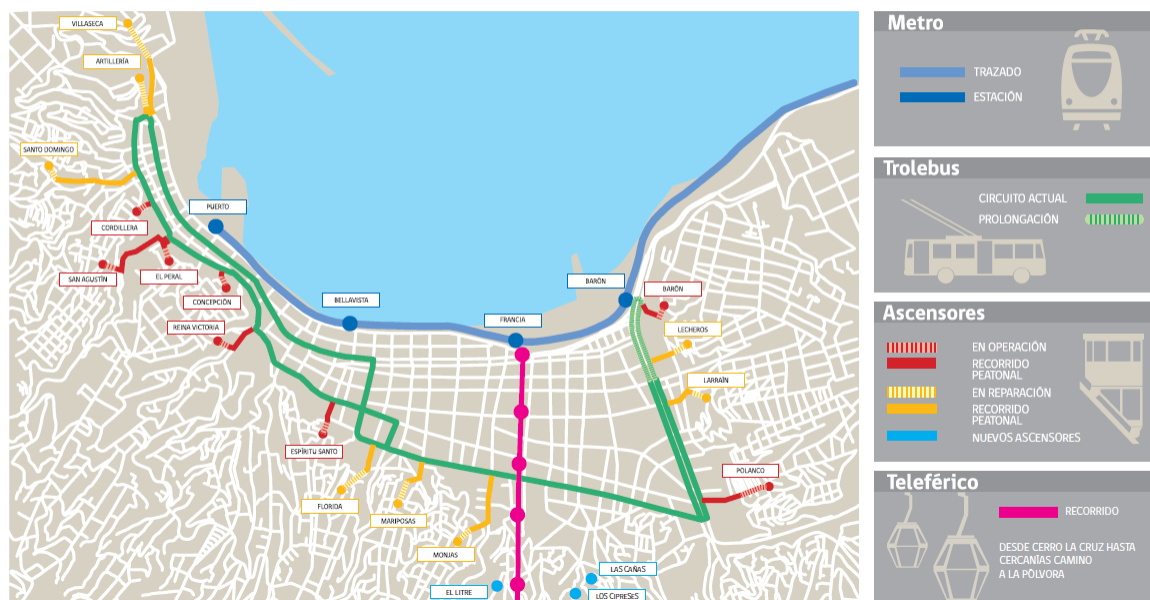 VILLASECA
ARTILLERÍA
SANTO DOMINGO
PUERTO
CORDILLERA
SAN AGUSTÍN
EL PERAL
CONCEPCIÓN
REINA VICTORIA
BELLAVISTA
FRANCIA
BARÓN
BARÓN
LECHEROS
LARRAÍN
ESPÍRITU SANTO
POLANCO
FLORIDA
MARIPOSAS
MONJAS
LAS CAÑAS
EL LITRE
LOS CIPRESES
Metro
TRAZADO
ESTACIÓN
Trolebus
CIRCUITO ACTUAL
PROLONGACIÓN
Ascensores
EN OPERACIÓN
RECORRIDO
PEATONAL
EN REPARACIÓN
RECORRIDO
PEATONAL
NUEVOS ASCENSORES
Teleférico
RECORRIDO
DESDE CERRO LA CRUZ HASTA
CERCANÍAS CAMINO
A LA PÒLVORA